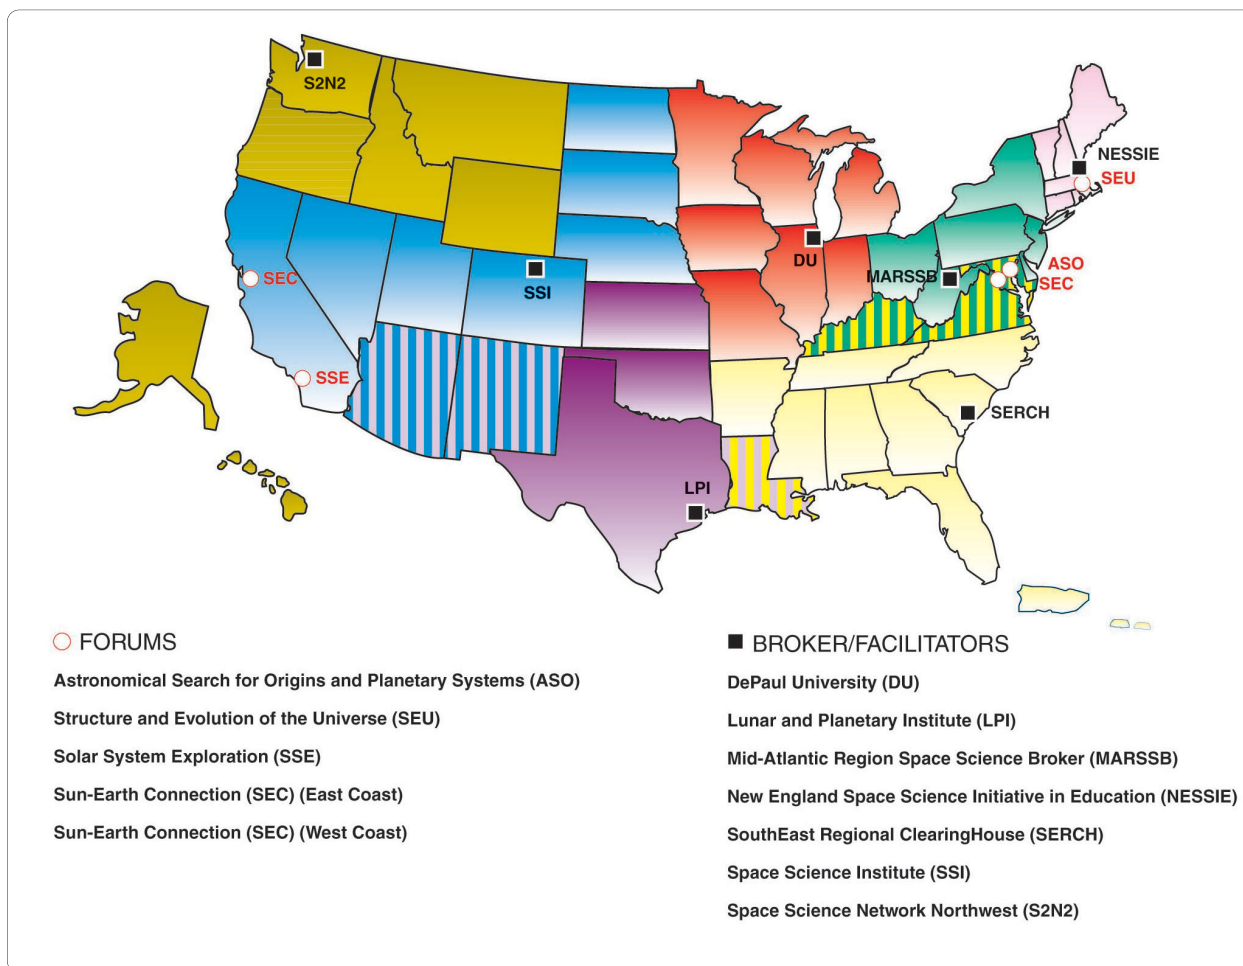 S2N2
NESSIE
SEU
DU
MARSSB
ASO
SEC
SEC
SSI
SSE
SERCH
LPI
FORUMS
Astronomical Search for Origins and Planetary Systems (ASO)
Structure and Evolution of the Universe (SEU)
Solar System Exploration (SSE)
Sun-Earth Connection (SEC) (East Coast)
Sun-Earth Connection (SEC) (West Coast)
BROKER/FACILITATORS
DePaul University (DU)
Lunar and Planetary Institute (LPI)
Mid-Atlantic Region Space Science Broker (MARSSB)
New England Space Science Initiative in Education (NESSIE)
SouthEast Regional ClearingHouse (SERCH)
Space Science Institute (SSI)
Space Science Network Northwest (S2N2)